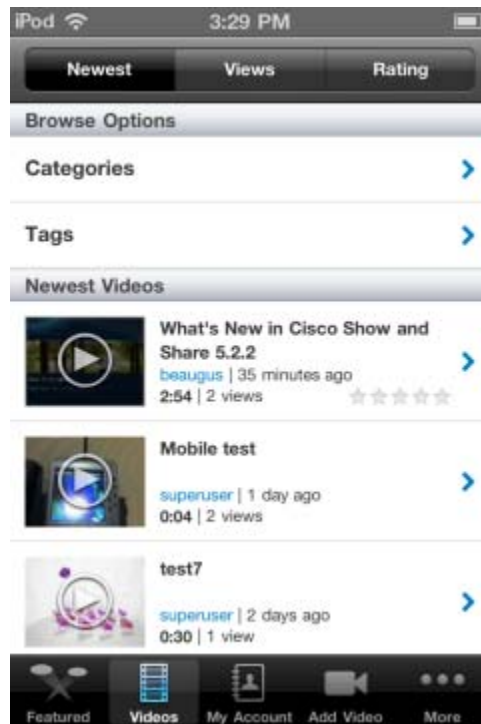 iPod 3:29 PM
Newest Views Rating
Browse Options
Categories
Tags
Newest Videos
What's New in Cisco Show and
Share 5.2.2
beaugus | 35 minutes ago
2:54 | 2 views
Mobile test
superuser | 1 day ago
0:04 | 2 views
test7
superuser | 2 days ago
0:30 | 1 view
Featured Videos My Account Add Video More